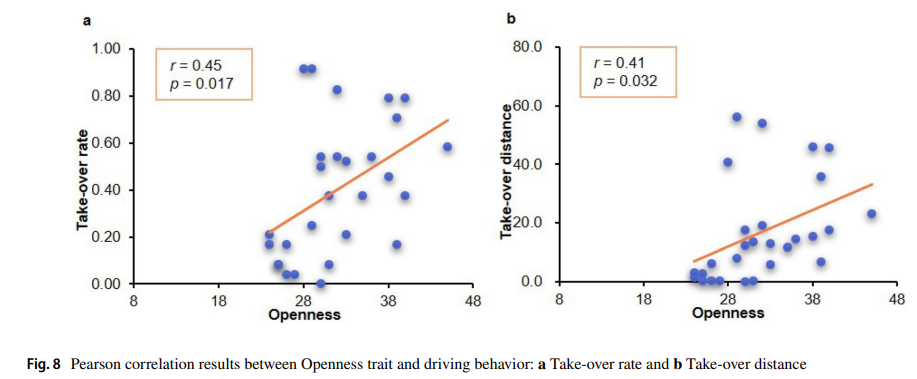 a
1.00
0.80
0.60
0.40
0.20
0.00
Take-over rate
r = 0.45
p = 0.017
8 18 28 38 48
Openness
b
80.0
60.0
40.0
20.0
0.0
Take-over distance
r = 0.41
p = 0.032
8 18 28 38 48
Openness
Fig. 8 Pearson correlation results between Openness trait and driving behavior: a Take-over rate and b Take-over distance